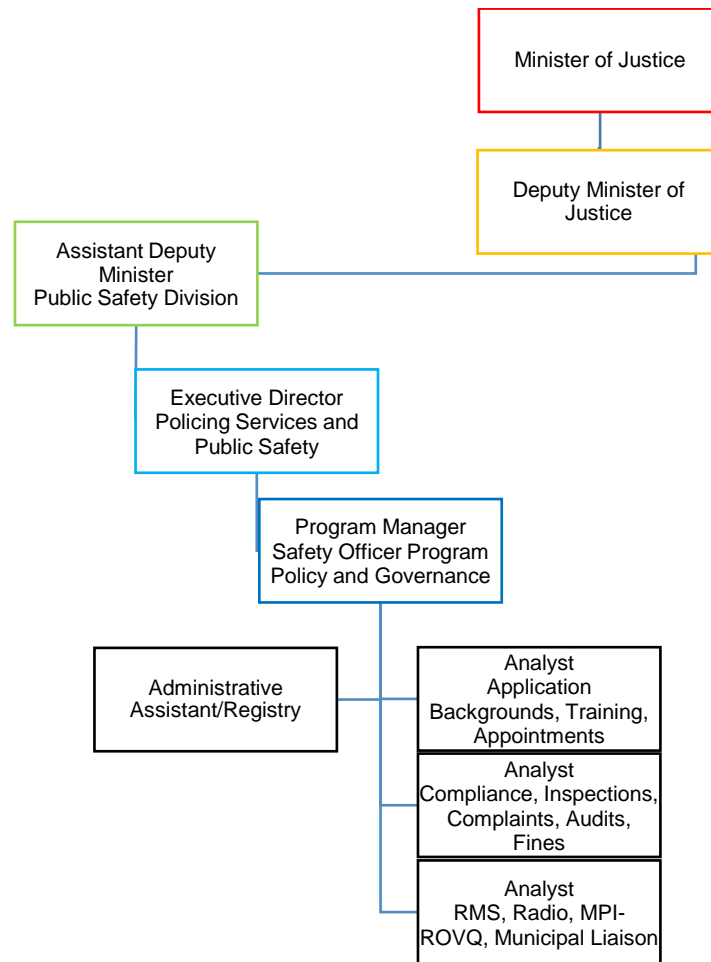 Minister of Justice
Deputy Minister of
Justice
Assistant Deputy
Minister
Public Safety Division
Executive Director
Policing Services and
Public Safety
Program Manager
Safety Officer Program
Policy and Governance
Administrative
Assistant/Registry
Analyst
Application
Backgrounds, Training,
Appointments
Analyst
Compliance, Inspections,
Complaints, Audits,
Fines
Analyst
RMS, Radio, MPI-
ROVQ, Municipal Liaison